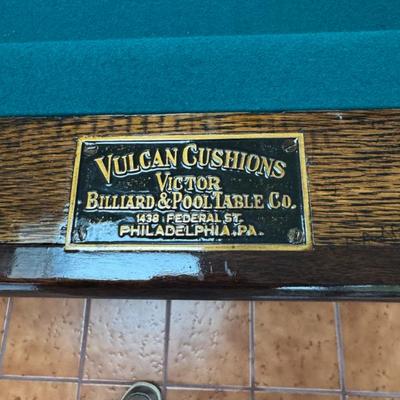 VULCAN CUSHIONS
VICTOR
BILLIARD & POOL TABLE CO.
1438 FEDERAL ST.
PHILADELPHIA, PA.